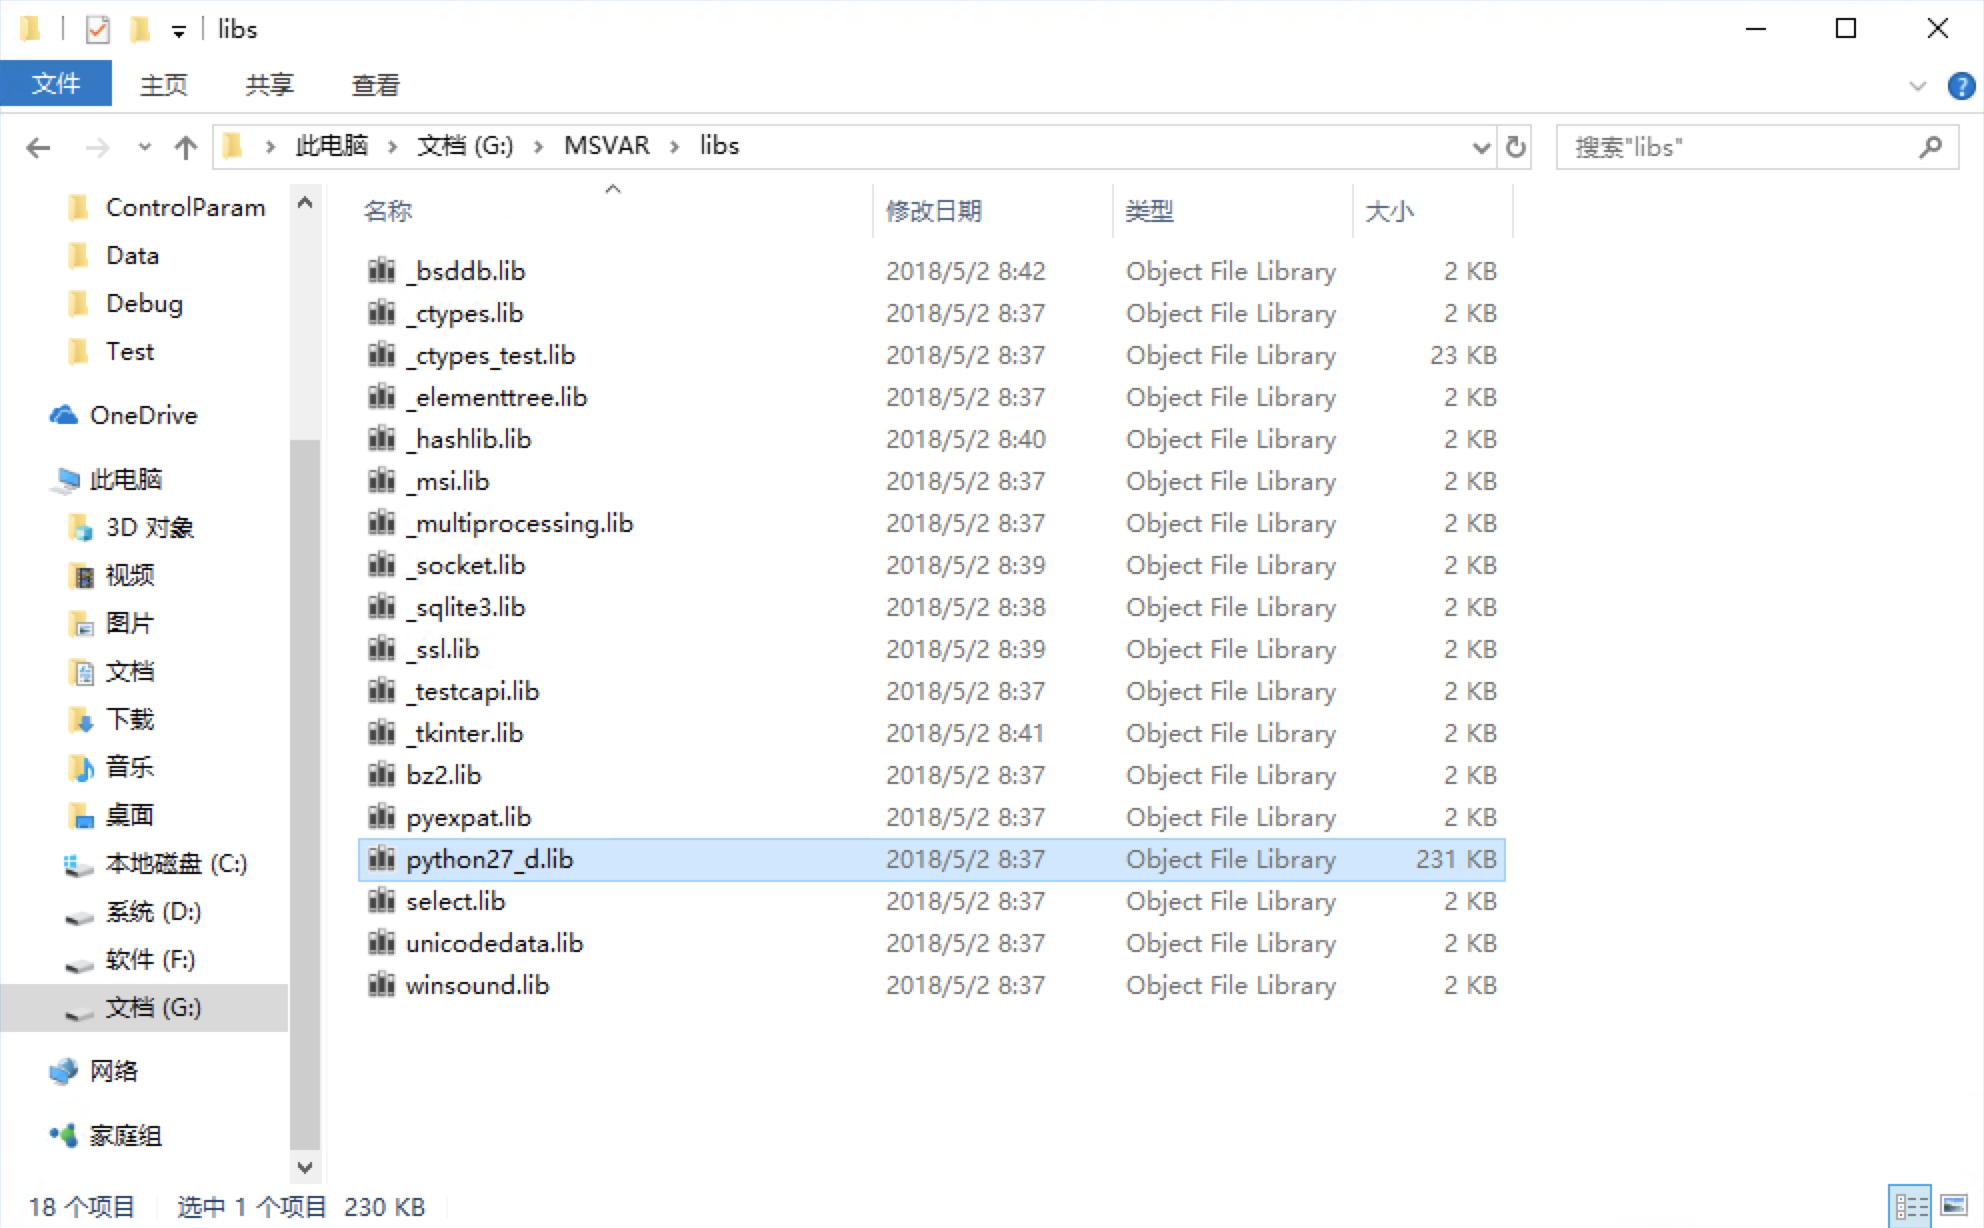 libs
文件 主页 共享 查看
此电脑 文档 (G:) MSVAR libs 搜索"libs"
ControlParam
Data
Debug
Test
OneDrive
此电脑
3D 对象
视频
图片
文档
下载
音乐
桌面
本地磁盘 (C:)
系统 (D:)
软件 (F:)
文档 (G:)
网络
家庭组
名称 修改日期 类型 大小
_bsddb.lib 2018/5/2 8:42 Object File Library 2 KB
_ctypes.lib 2018/5/2 8:37 Object File Library 2 KB
_ctypes_test.lib 2018/5/2 8:37 Object File Library 23 KB
_elementtree.lib 2018/5/2 8:37 Object File Library 2 KB
_hashlib.lib 2018/5/2 8:40 Object File Library 2 KB
_msi.lib 2018/5/2 8:37 Object File Library 2 KB
_multiprocessing.lib 2018/5/2 8:37 Object File Library 2 KB
_socket.lib 2018/5/2 8:39 Object File Library 2 KB
_sqlite3.lib 2018/5/2 8:38 Object File Library 2 KB
_ssl.lib 2018/5/2 8:39 Object File Library 2 KB
_testcapi.lib 2018/5/2 8:37 Object File Library 2 KB
_tkinter.lib 2018/5/2 8:41 Object File Library 2 KB
bz2.lib 2018/5/2 8:37 Object File Library 2 KB
pyexpat.lib 2018/5/2 8:37 Object File Library 2 KB
python27_d.lib 2018/5/2 8:37 Object File Library 231 KB
select.lib 2018/5/2 8:37 Object File Library 2 KB
unicodedata.lib 2018/5/2 8:37 Object File Library 2 KB
winsound.lib 2018/5/2 8:37 Object File Library 2 KB
18 个项目 选中 1 个项目 230 KB